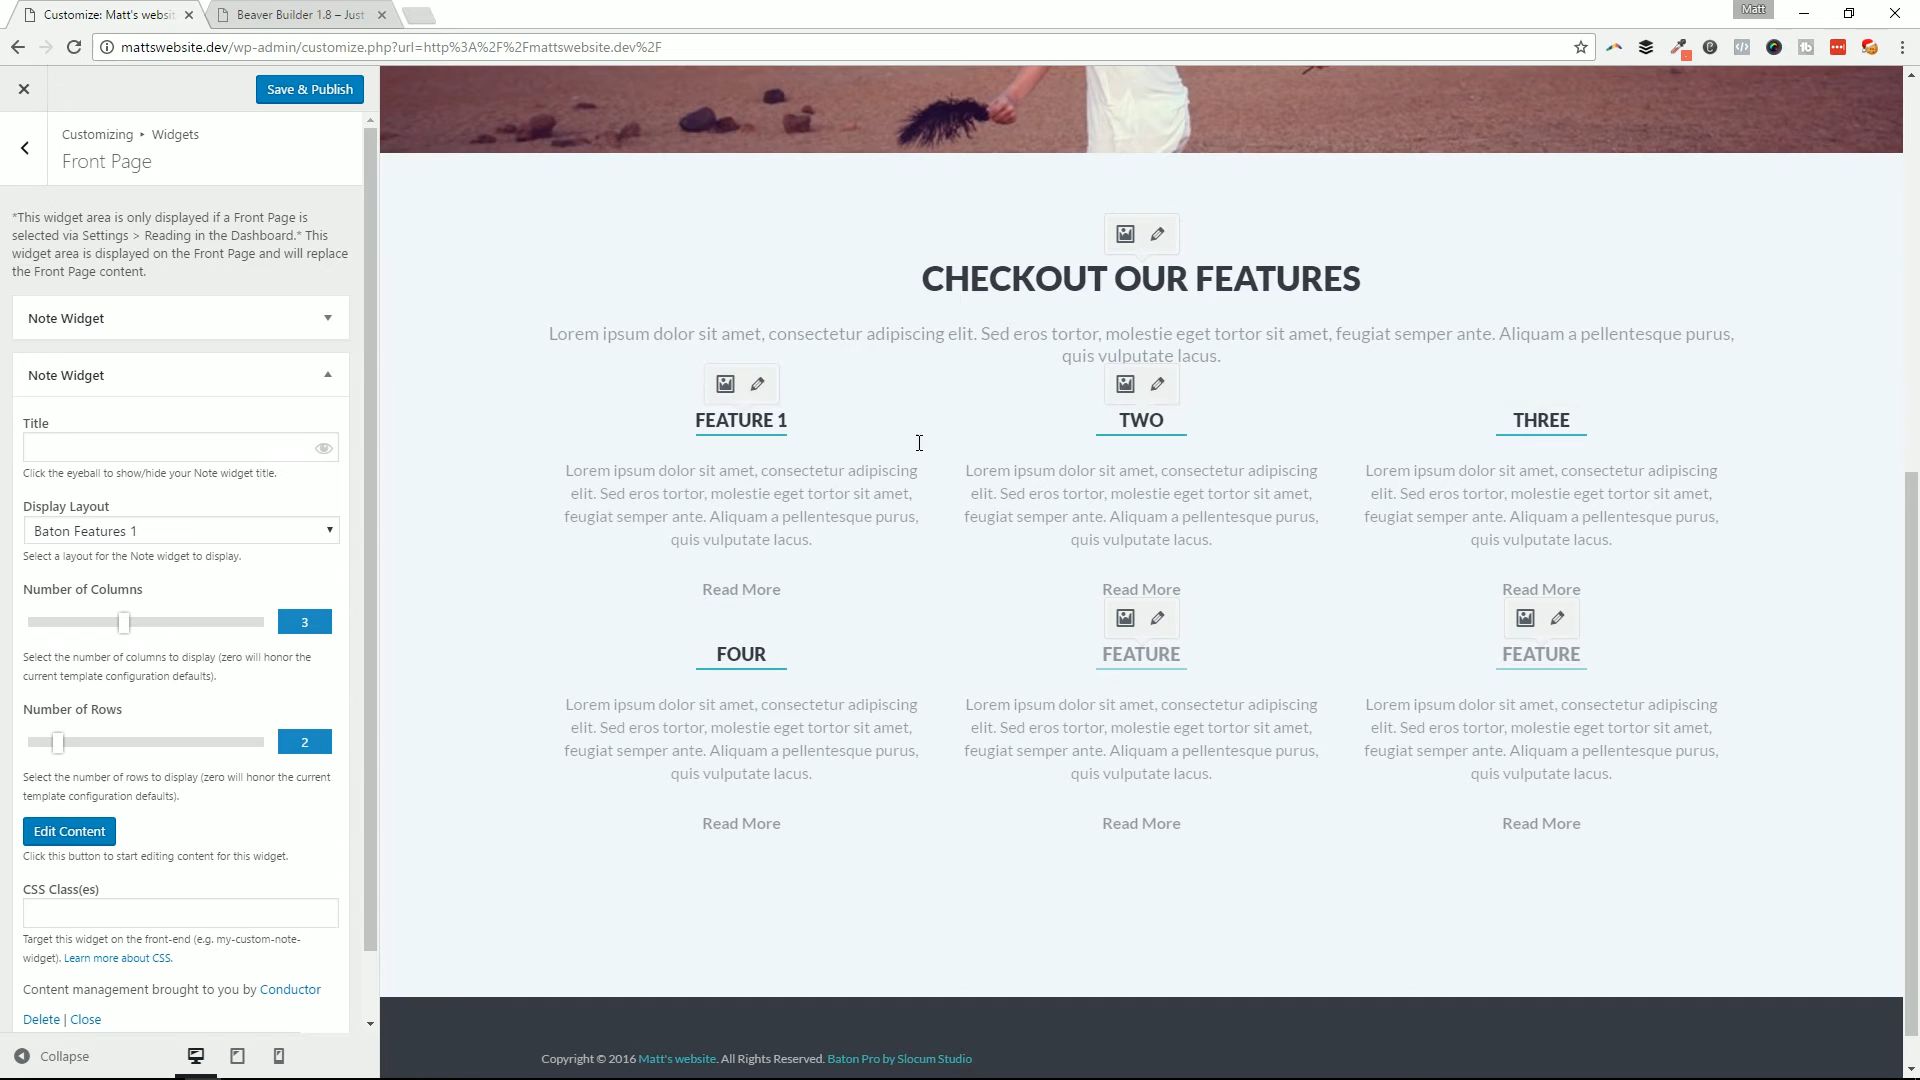 Customize: Matt's websit
Beaver Builder 1.8 – Just
Matt
mattswebsite.dev/wp-admin/customize.php?url=http%3A%2F%2Fmattswebsite.dev%2F
Save & Publish
Customizing ▸ Widgets
Front Page
*This widget area is only displayed if a Front Page is
selected via Settings > Reading in the Dashboard.* This
widget area is displayed on the Front Page and will replace
the Front Page content.
Note Widget
Note Widget
Title
Click the eyeball to show/hide your Note widget title.
Display Layout
Baton Features 1
Select a layout for the Note widget to display.
Number of Columns
3
Select the number of columns to display (zero will honor the
current template configuration defaults).
Number of Rows
2
Select the number of rows to display (zero will honor the current
template configuration defaults).
Edit Content
Click this button to start editing content for this widget.
CSS Class(es)
Target this widget on the front-end (e.g. my-custom-note-
widget). Learn more about CSS.
Content management brought to you by Conductor
Delete | Close
Collapse
CHECKOUT OUR FEATURES
Lorem ipsum dolor sit amet, consectetur adipiscing elit. Sed eros tortor, molestie eget tortor sit amet, feugiat semper ante. Aliquam a pellentesque purus,
quis vulputate lacus.
FEATURE 1
Lorem ipsum dolor sit amet, consectetur adipiscing
elit. Sed eros tortor, molestie eget tortor sit amet,
feugiat semper ante. Aliquam a pellentesque purus,
quis vulputate lacus.
Read More
TWO
Lorem ipsum dolor sit amet, consectetur adipiscing
elit. Sed eros tortor, molestie eget tortor sit amet,
feugiat semper ante. Aliquam a pellentesque purus,
quis vulputate lacus.
Read More
THREE
Lorem ipsum dolor sit amet, consectetur adipiscing
elit. Sed eros tortor, molestie eget tortor sit amet,
feugiat semper ante. Aliquam a pellentesque purus,
quis vulputate lacus.
Read More
FOUR
Lorem ipsum dolor sit amet, consectetur adipiscing
elit. Sed eros tortor, molestie eget tortor sit amet,
feugiat semper ante. Aliquam a pellentesque purus,
quis vulputate lacus.
Read More
FEATURE
Lorem ipsum dolor sit amet, consectetur adipiscing
elit. Sed eros tortor, molestie eget tortor sit amet,
feugiat semper ante. Aliquam a pellentesque purus,
quis vulputate lacus.
Read More
FEATURE
Lorem ipsum dolor sit amet, consectetur adipiscing
elit. Sed eros tortor, molestie eget tortor sit amet,
feugiat semper ante. Aliquam a pellentesque purus,
quis vulputate lacus.
Read More
Copyright © 2016 Matt's website. All Rights Reserved. Baton Pro by Slocum Studio